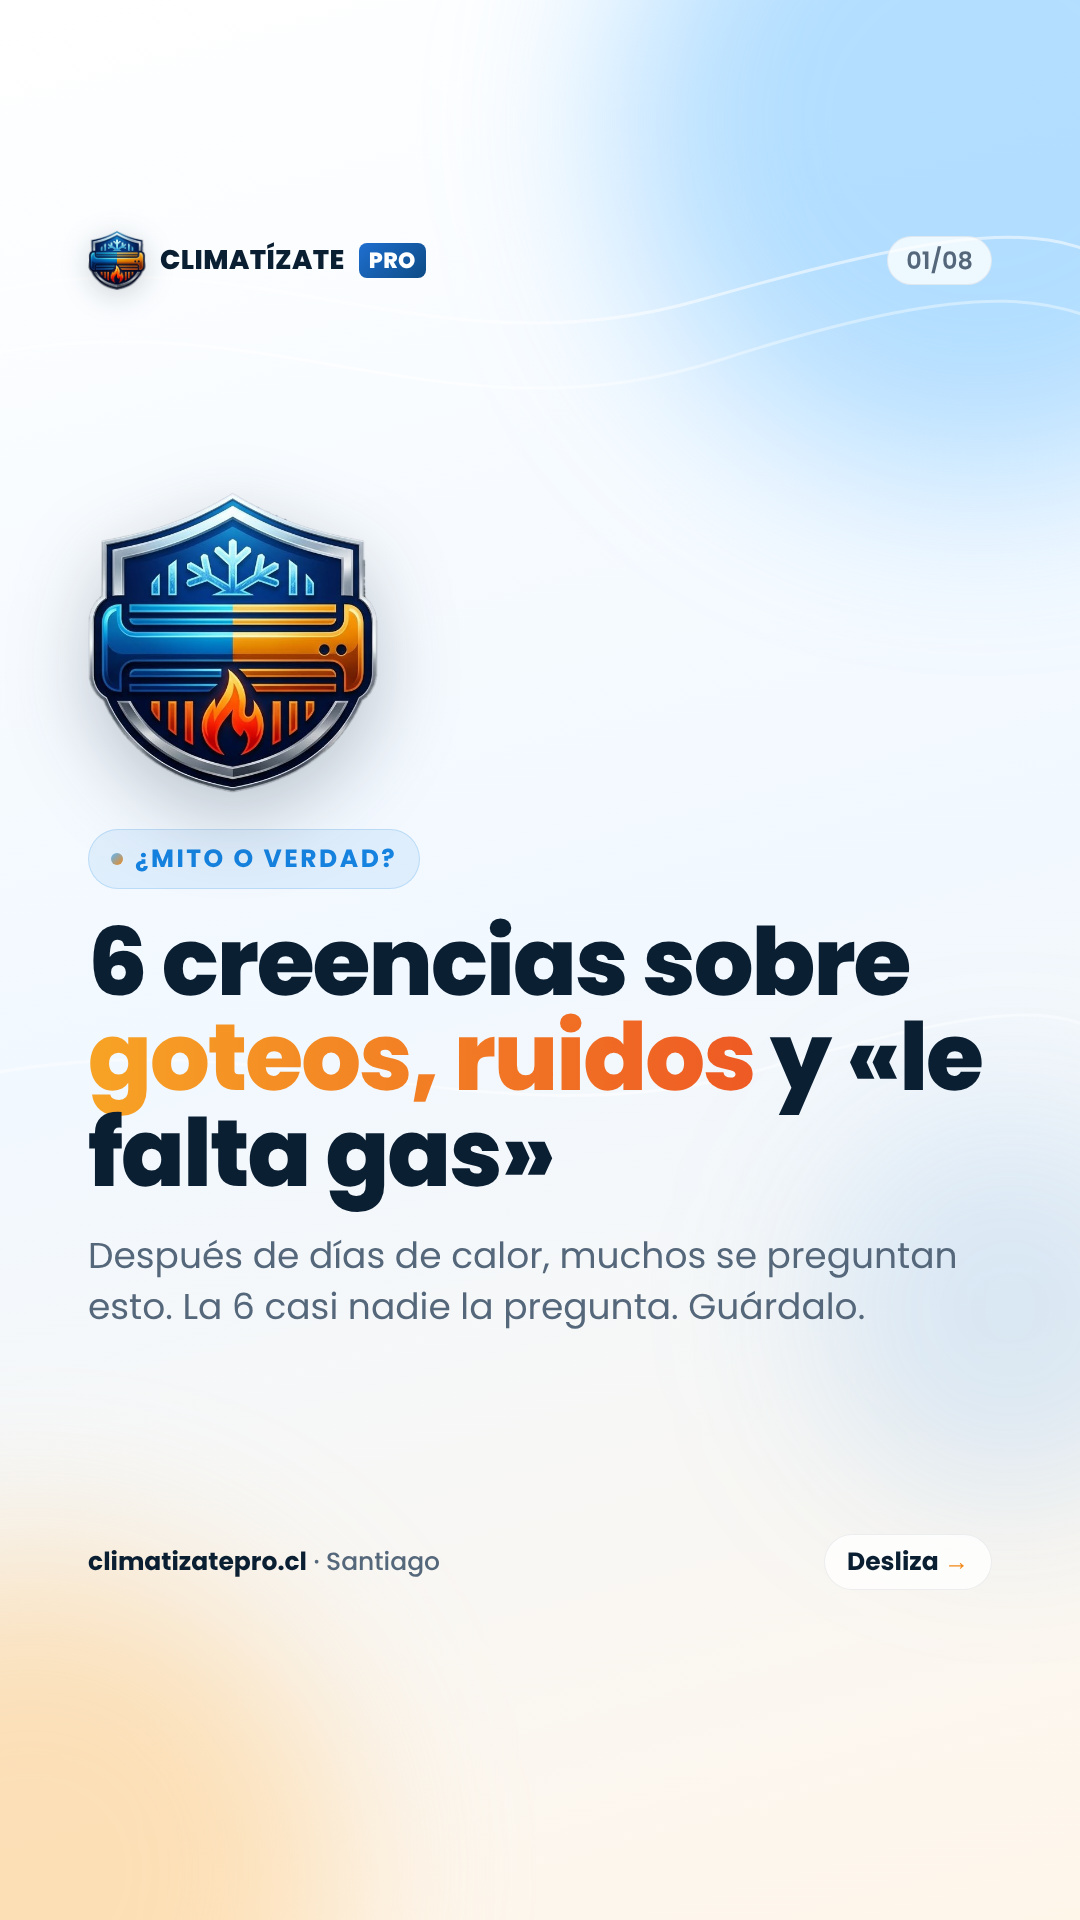 CLIMATÍZATE PRO
01/08
¿MITO O VERDAD?
6 creencias sobre
goteos, ruidos y «le
falta gas»
Después de días de calor, muchos se preguntan
esto. La 6 casi nadie la pregunta. Guárdalo.
climatizatepro.cl · Santiago
Desliza →